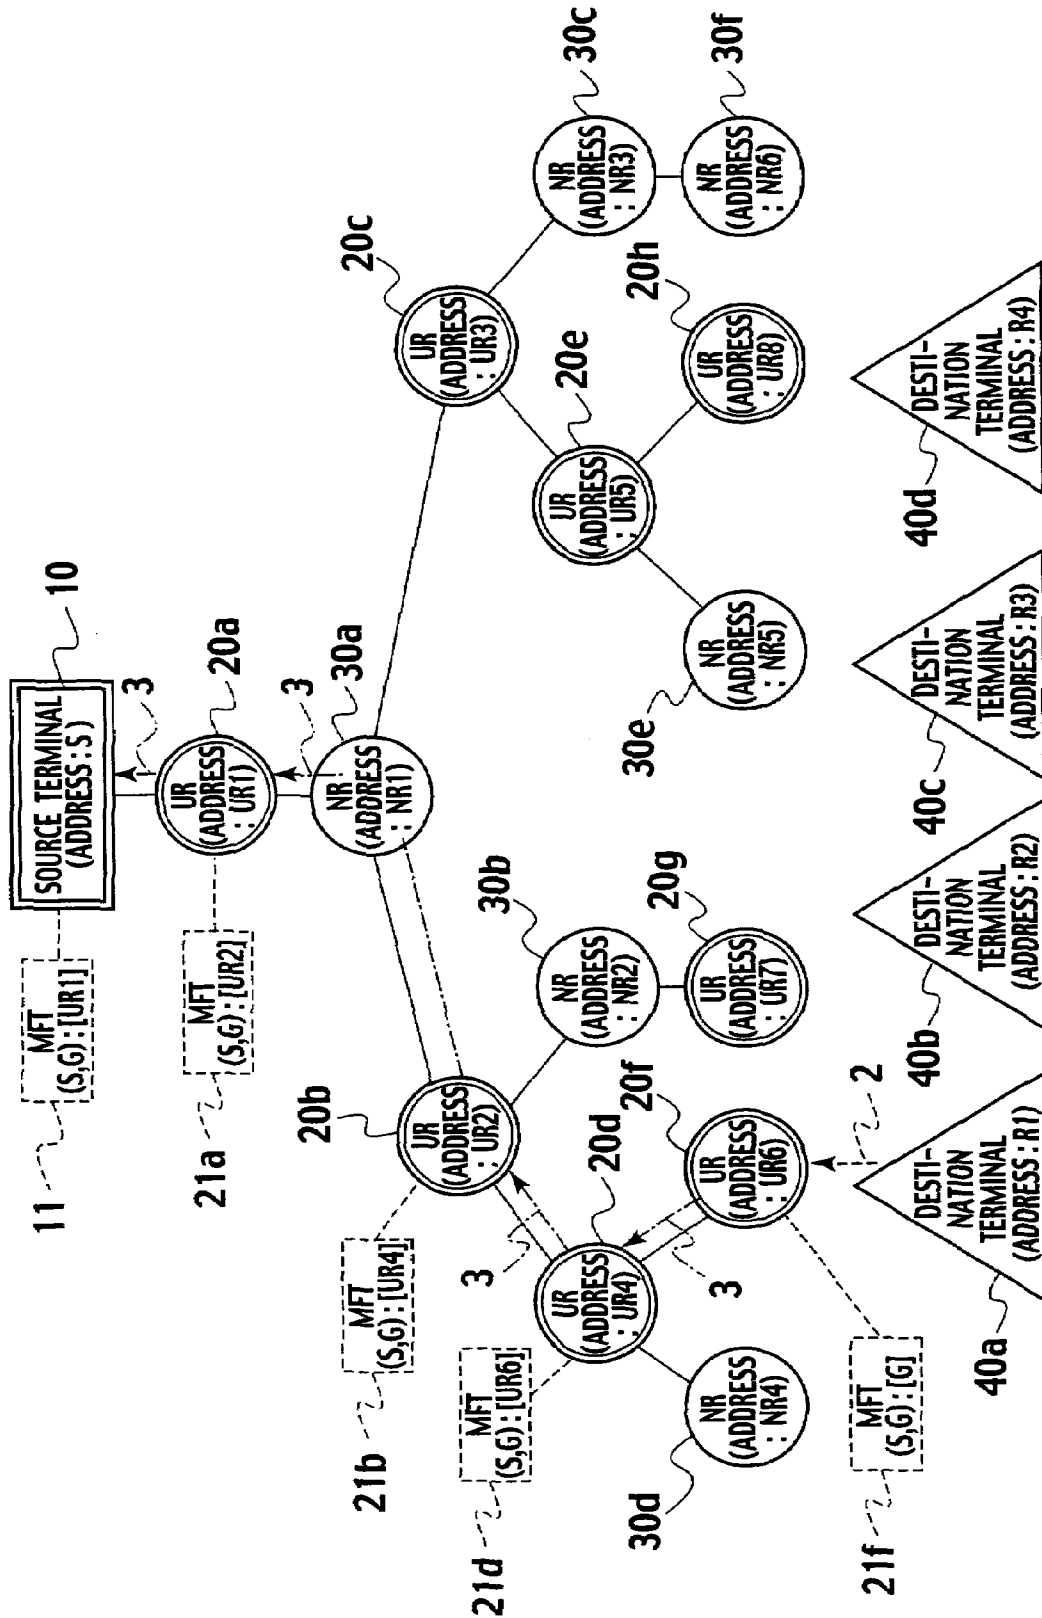 SOURCE TERMINAL
(ADDRESS : S )
10
MFT
(S,G) : [UR1]
11
3
UR
(ADDRESS
: UR1)
20a
MFT
(S,G) : [UR2]
21a
3
NR
(ADDRESS
: NR1)
30a
UR
(ADDRESS
: UR2)
20b
MFT
(S,G) : [UR4]
21b
UR
(ADDRESS
: UR3)
20c
3
UR
(ADDRESS
: UR4)
20d
MFT
(S,G) : [UR6]
21d
NR
(ADDRESS
: NR2)
30b
UR
(ADDRESS
: UR5)
20e
NR
(ADDRESS
: NR3)
30c
3
NR
(ADDRESS
: NR4)
30d
UR
(ADDRESS
: UR6)
20f
UR
(ADDRESS
: UR7)
20g
NR
(ADDRESS
: NR5)
30e
UR
(ADDRESS
: UR8)
20h
NR
(ADDRESS
: NR6)
30f
MFT
(S,G) : [G]
21f
2
DESTI-
NATION
TERMINAL
(ADDRESS : R1)
40a
DESTI-
NATION
TERMINAL
(ADDRESS : R2)
40b
DESTI-
NATION
TERMINAL
(ADDRESS : R3)
40c
DESTI-
NATION
TERMINAL
(ADDRESS : R4)
40d